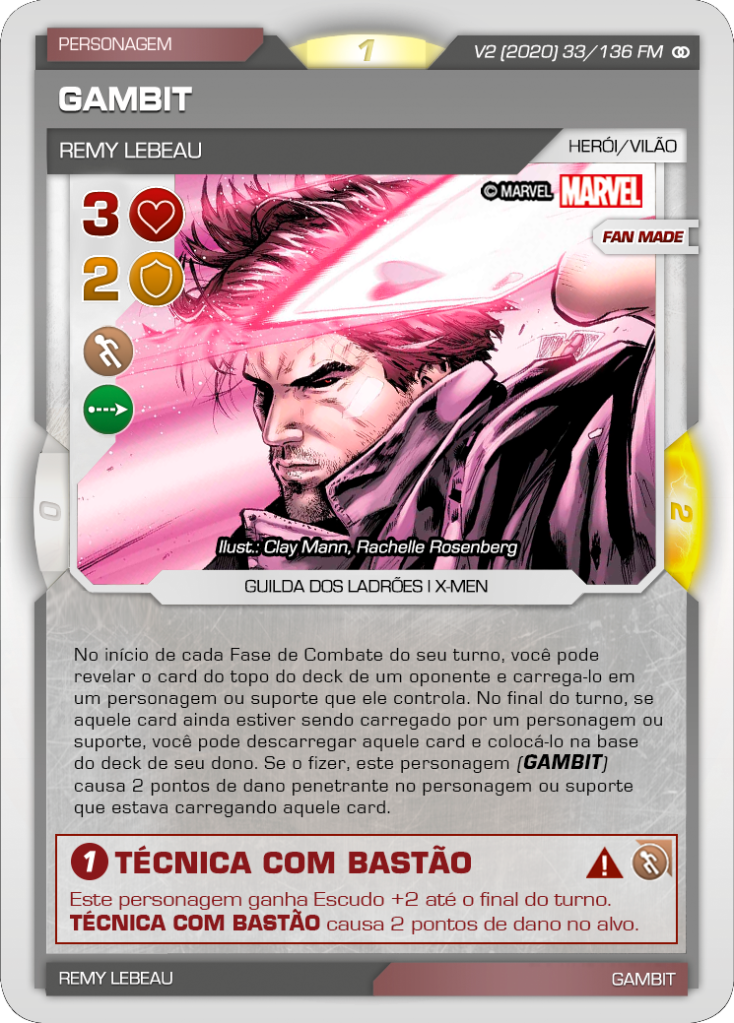 PERSONAGEM
1
V2 (2020) 33/136 FM
GAMBIT
REMY LEBEAU
HERÓI/VILÃO
© MARVEL MARVEL
FAN MADE
3
2
0
2
Ilust.: Clay Mann, Rachelle Rosenberg
GUILDA DOS LADRÕES | X-MEN
No início de cada Fase de Combate do seu turno, você pode
revelar o card do topo do deck de um oponente e carrega-lo em
um personagem ou suporte que ele controla. No final do turno, se
aquele card ainda estiver sendo carregado por um personagem ou
suporte, você pode descarregar aquele card e colocá-lo na base
do deck de seu dono. Se o fizer, este personagem (GAMBIT)
causa 2 pontos de dano penetrante no personagem ou suporte
que estava carregando aquele card.
1 TÉCNICA COM BASTÃO
Este personagem ganha Escudo +2 até o final do turno.
TÉCNICA COM BASTÃO causa 2 pontos de dano no alvo.
REMY LEBEAU
GAMBIT